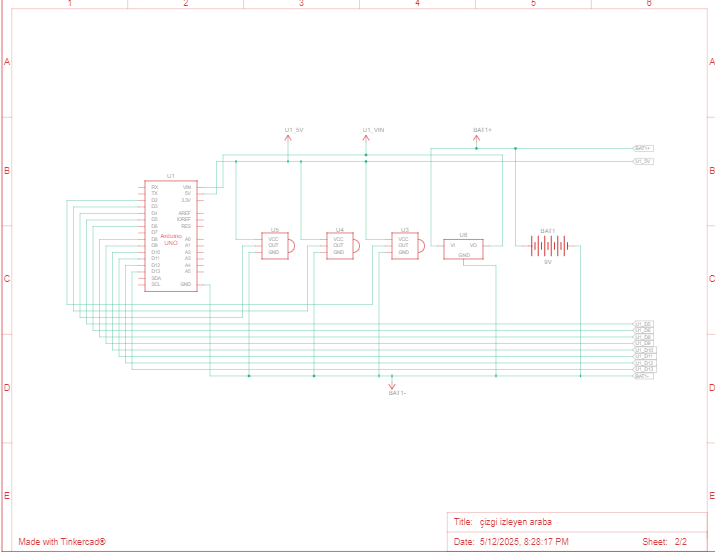 1 2 3 4 5 6
A A
U1_5V U1_VIN BAT1+
BAT1+
U1_5V
B B
U1
RX VIN
TX 5V
D2 3.3V
D3
D4 AREF
D5 IOREF
D6 RES
D7
D8 A0
D9 A1
D10 A2
D11 A3
D12 A4
D13 A5
SDA
SCL GND
Arduino
UNO
U5 U4 U3 U6 BAT1
VCC VCC VCC
OUT OUT OUT VI VO
GND GND GND GND
9V
C C
U1_D5
U1_D6
U1_D8
U1_D9
U1_D10
U1_D11
U1_D12
U1_D13
BAT1-
D D
BAT1-
E E
Title: çizgi izleyen araba
Made with Tinkercad®
Date: 5/12/2025, 8:28:17 PM Sheet: 2/2